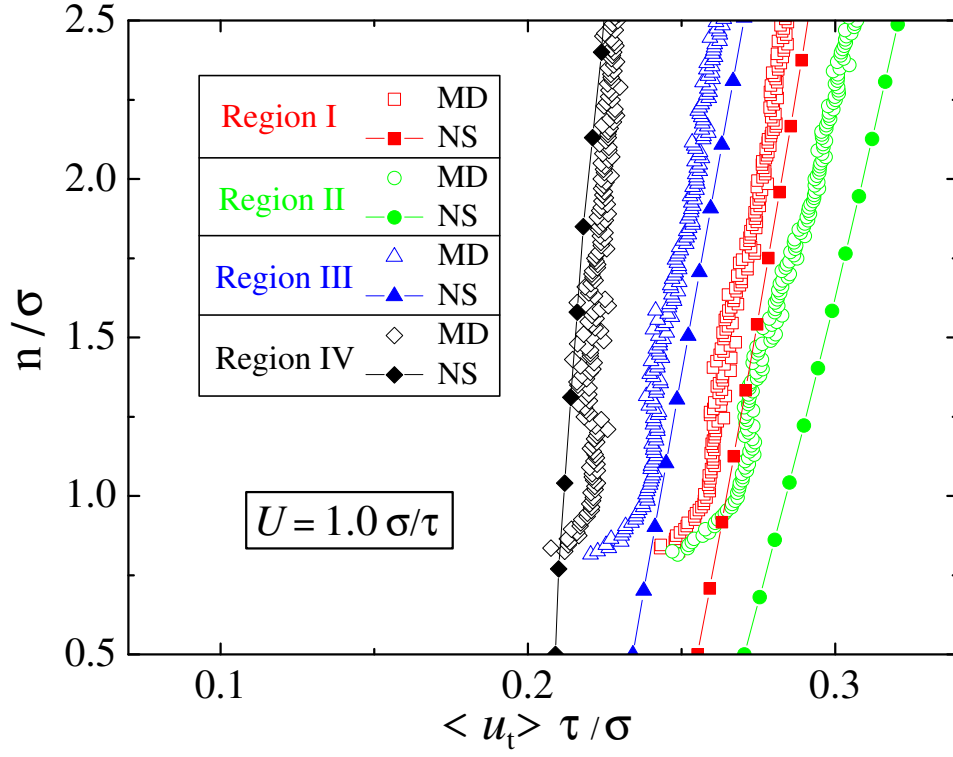 2.5
2.0
1.5
1.0
0.5
n/σ
Region I
MD
NS
Region II
MD
NS
Region III
MD
NS
Region IV
MD
NS
U = 1.0 σ/τ
0.1
0.2
0.3
< uₜ> τ/σ